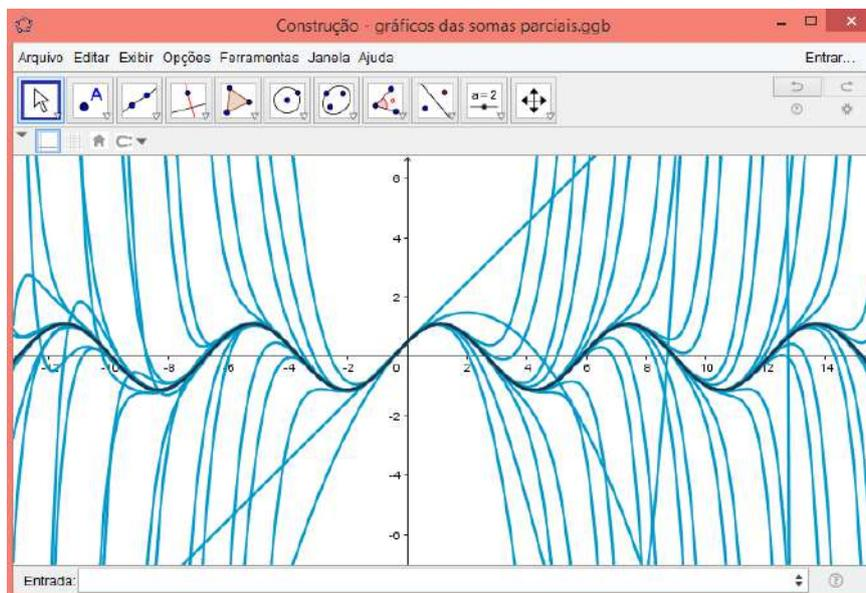 Construção - gráficos das somas parciais.ggb
Arquivo Editar Exibir Opções Ferramentas Janela Ajuda Entrar...
A a=2
6
4
2
-12 -10 -8 -6 -4 -2 0 2 4 6 8 10 12 14
-2
-4
-6
Entrada: